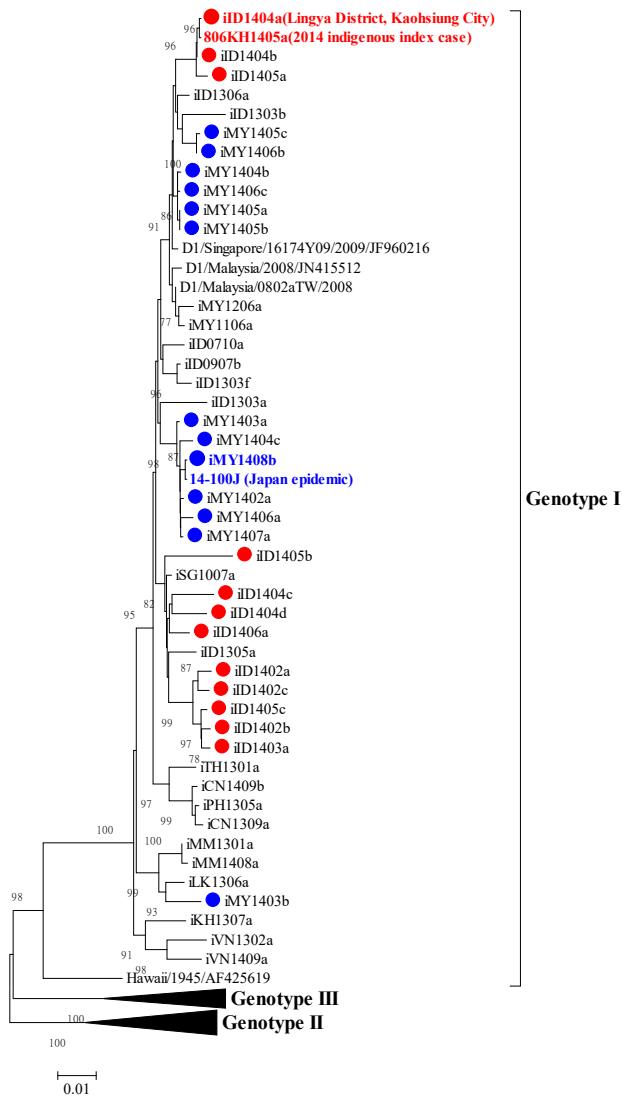 iID1404a(Lingya District, Kaohsiung City)
96
806KH1405a(2014 indigenous index case)
96
iID1404b
iID1405a
iID1306a
iID1303b
iMY1405c
iMY1406b
100
iMY1404b
iMY1406c
iMY1405a
86
iMY1405b
91
D1/Singapore/16174Y09/2009/JF960216
D1/Malaysia/2008/JN415512
D1/Malaysia/0802aTW/2008
iMY1206a
77
iMY1106a
iID0710a
iID0907b
iID1303f
96
iID1303a
iMY1403a
iMY1404c
87
iMY1408b
98
14-100J (Japan epidemic)
iMY1402a
Genotype I
iMY1406a
iMY1407a
iID1405b
iSG1007a
iID1404c
82
iID1404d
95
iID1406a
iID1305a
87
iID1402a
iID1402c
iID1405c
99
iID1402b
97
iID1403a
78
iTH1301a
iCN1409b
97
iPH1305a
99
iCN1309a
100
100
iMM1301a
iMM1408a
iLK1306a
99
98
iMY1403b
93
iKH1307a
iVN1302a
91
iVN1409a
98
Hawaii/1945/AF425619
Genotype III
100
Genotype II
100
0.01